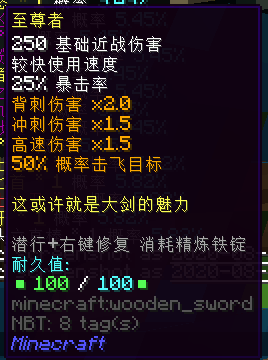 至尊者
250 基础近战伤害
较快使用速度
25% 暴击率
背刺伤害 x2.0
冲刺伤害 x1.5
高速伤害 x1.5
50% 概率击飞目标
这或许就是大剑的魅力
潜行+右键修复 消耗精炼铁锭
耐久值:
100 / 100
minecraft:wooden_sword
NBT: 8 tag(s)
Minecraft